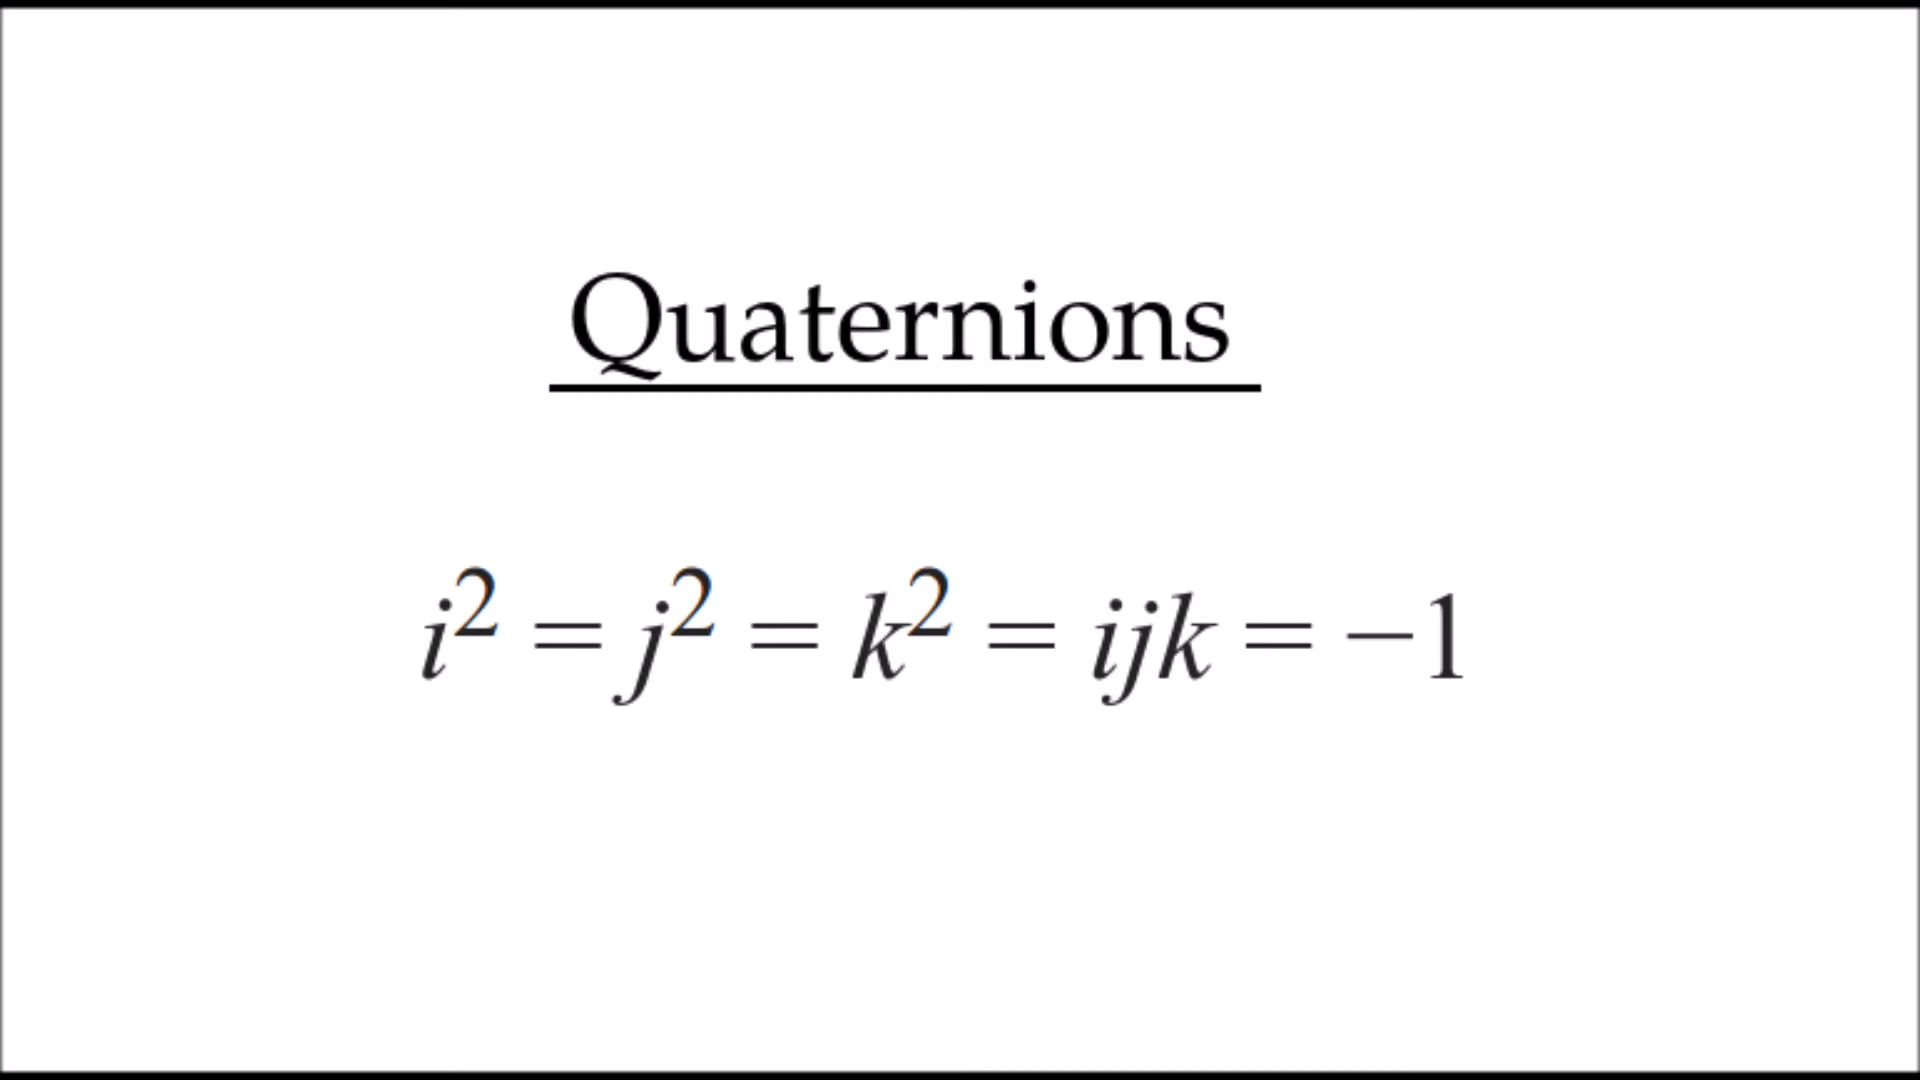 Quaternions
i² = j² = k² = ijk = −1